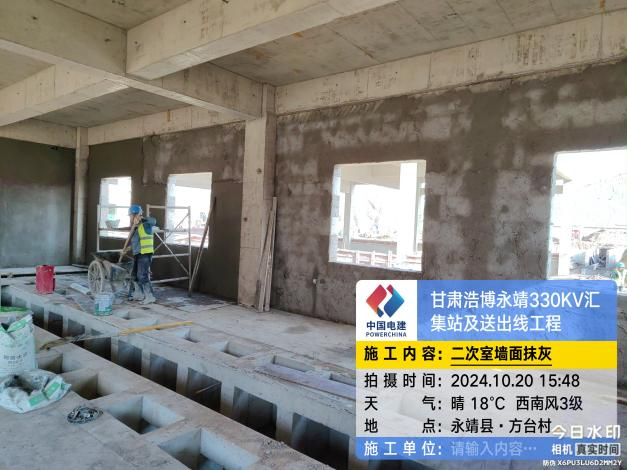 甘肃浩博永靖330KV汇
集站及送出线工程
中国电建
POWERCHINA
施工内容：二次室墙面抹灰
拍摄时间：2024.10.20 15:48
天气：晴 18℃ 西南风3级
地点：永靖县·方台村
施工单位：请输入内容…
今日水印
相机 真实时间
防伪 X6PU3LU6D2MM2Y